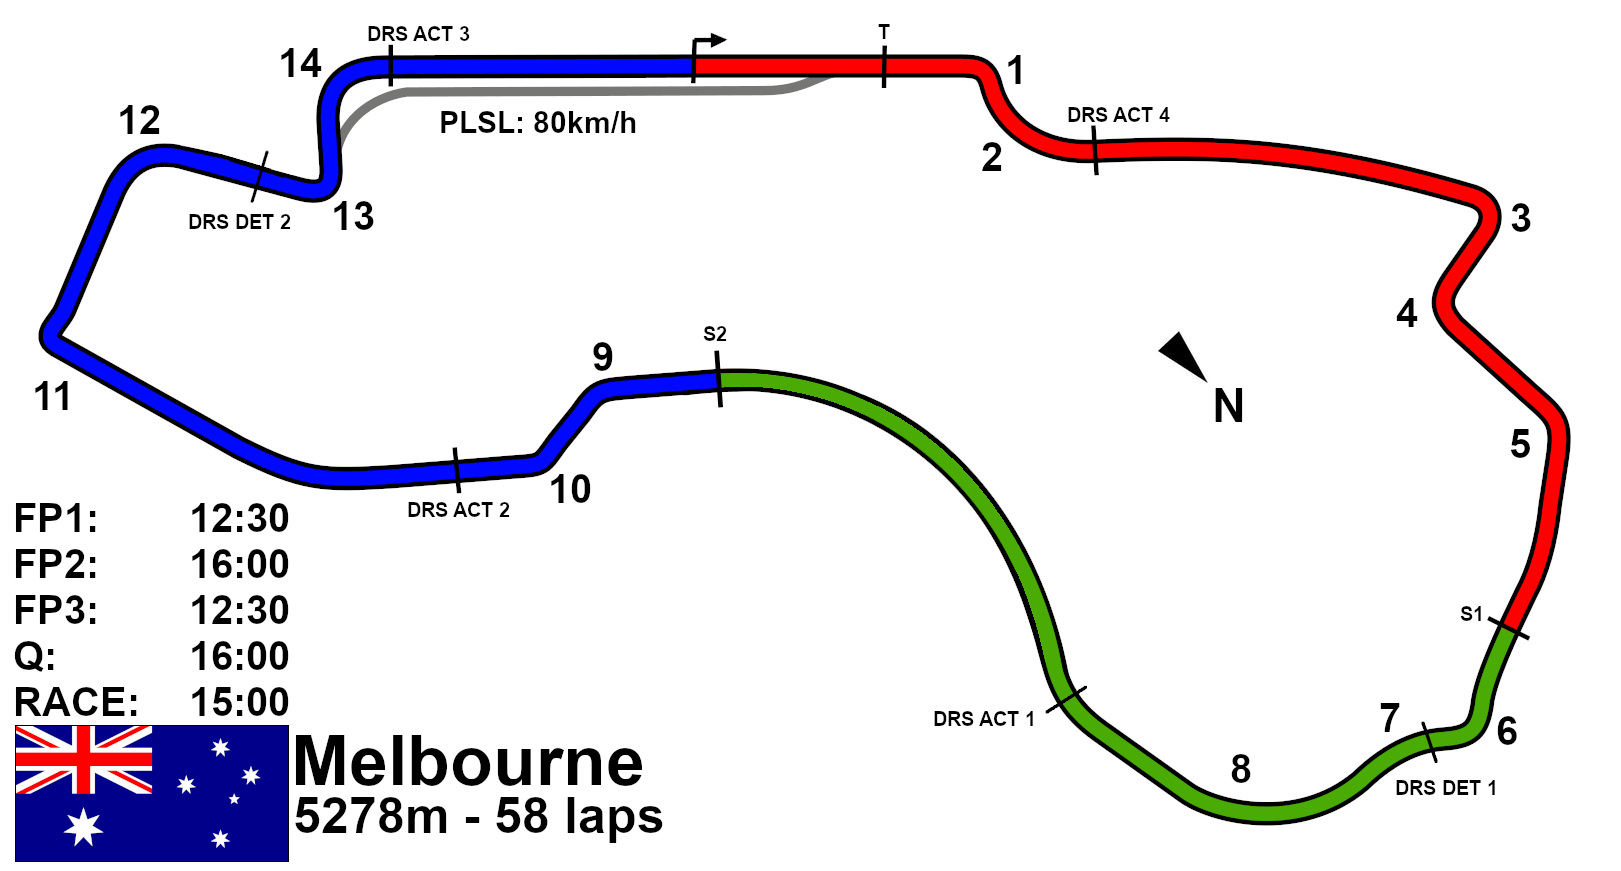 DRS ACT 3
T
14
1
12
PLSL: 80km/h
DRS ACT 4
2
DRS DET 2
13
3
4
S2
9
11
N
5
10
DRS ACT 2
FP1: 12:30
FP2: 16:00
FP3: 12:30
S1
Q: 16:00
RACE: 15:00
DRS ACT 1
7
6
8
DRS DET 1
Melbourne
5278m - 58 laps